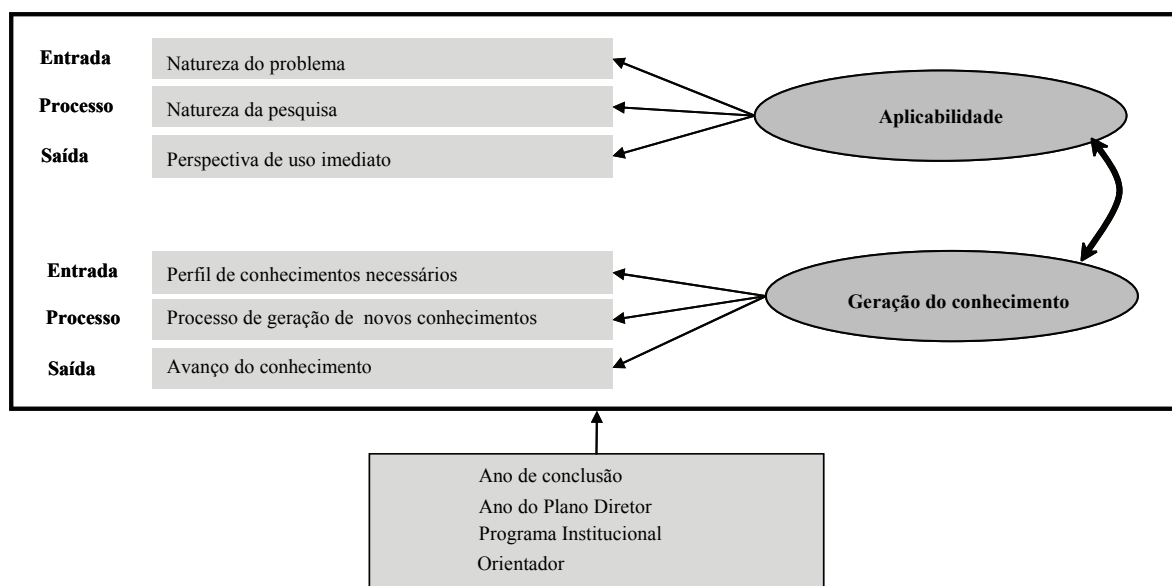 Entrada Natureza do problema
Processo Natureza da pesquisa
Saída Perspectiva de uso imediato
Aplicabilidade
Entrada Perfil de conhecimentos necessários
Processo Processo de geração de novos conhecimentos
Saída Avanço do conhecimento
Geração do conhecimento
Ano de conclusão
Ano do Plano Diretor
Programa Institucional
Orientador